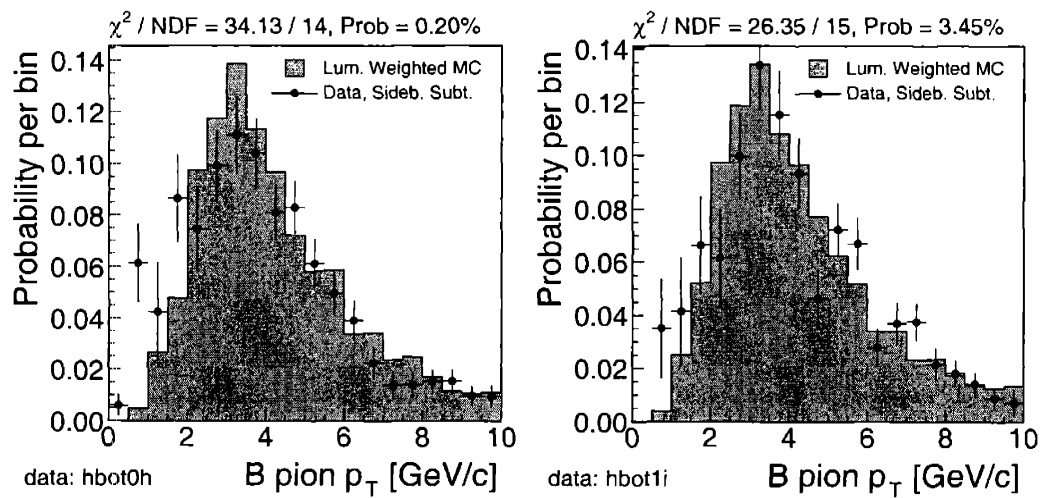 χ² / NDF = 34.13 / 14, Prob = 0.20%
Probability per bin
0.14
0.12
0.10
0.08
0.06
0.04
0.02
0.00
Lum. Weighted MC
Data, Sideb. Subt.
0 2 4 6 8 10
data: hbot0h
B pion p_T [GeV/c]
χ² / NDF = 26.35 / 15, Prob = 3.45%
Probability per bin
0.14
0.12
0.10
0.08
0.06
0.04
0.02
0.00
Lum. Weighted MC
Data, Sideb. Subt.
0 2 4 6 8 10
data: hbot1i
B pion p_T [GeV/c]